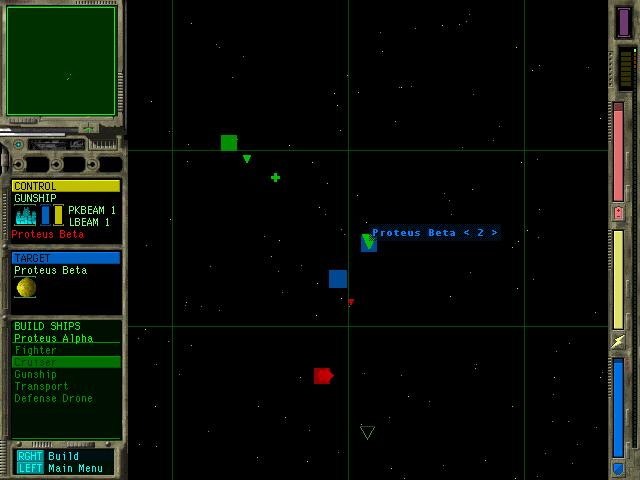 CONTROL
GUNSHIP
PKBEAM 1
LBEAM 1
Proteus Beta
TARGET
Proteus Beta
BUILD SHIPS
Proteus Alpha
Fighter
Cruiser
Gunship
Transport
Defense Drone
RGHT Build
LEFT Main Menu
Proteus Beta < 2 >